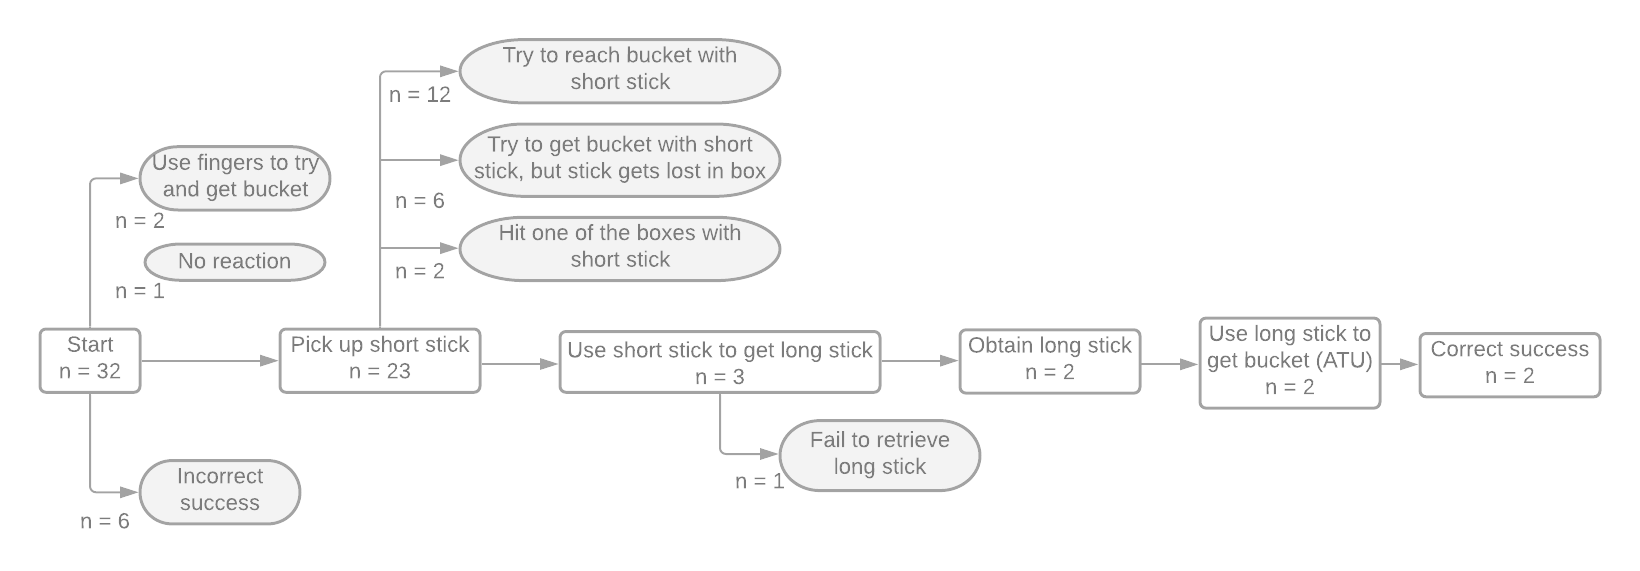 Try to reach bucket with
short stick
n = 12
Try to get bucket with short
stick, but stick gets lost in box
n = 6
Hit one of the boxes with
short stick
n = 2
Use fingers to try
and get bucket
n = 2
No reaction
n = 1
Start
n = 32
Pick up short stick
n = 23
Use short stick to get long stick
n = 3
Obtain long stick
n = 2
Use long stick to
get bucket (ATU)
n = 2
Correct success
n = 2
Fail to retrieve
long stick
n = 1
Incorrect
success
n = 6